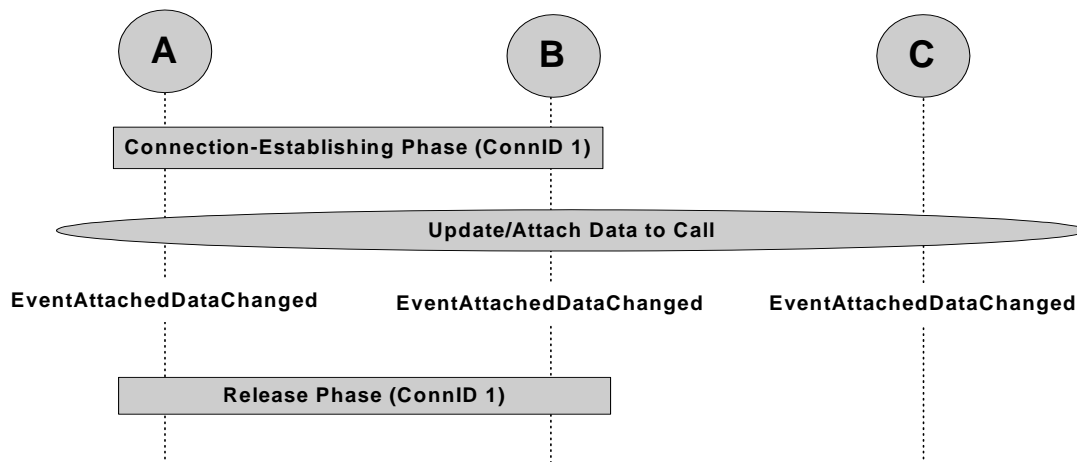 A
B
C
Connection-Establishing Phase (ConnID 1)
Update/Attach Data to Call
EventAttachedDataChanged
EventAttachedDataChanged
EventAttachedDataChanged
Release Phase (ConnID 1)